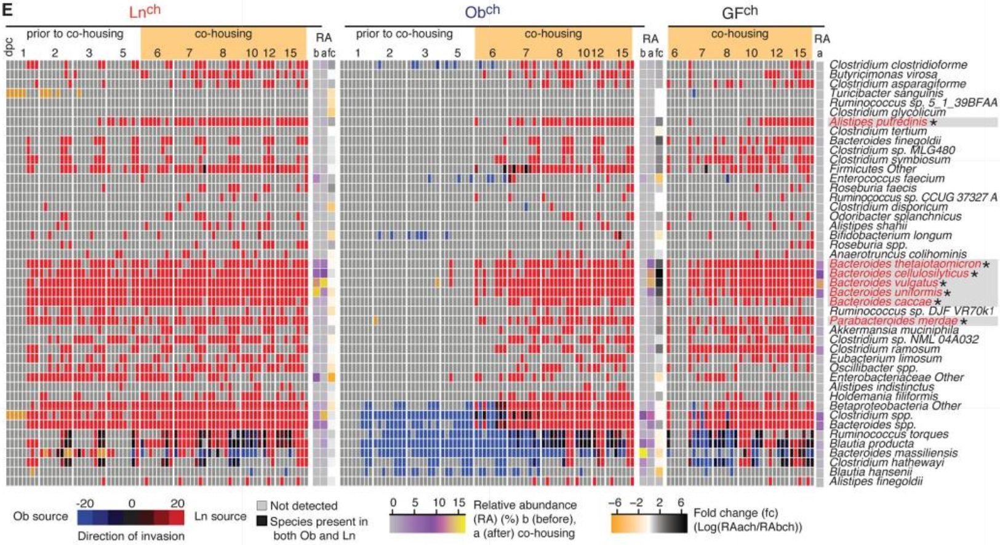 E
Lnch
Obch
GFch
prior to co-housing
co-housing
RA
prior to co-housing
co-housing
RA
co-housing
RA
dpc 1 2 3 5 6 7 8 10 12 15 b a fc
1 2 3 5 6 7 8 10 12 15 b a fc
6 7 8 10 12 15 a
Clostridium clostridioforme
Butyricimonas virosa
Clostridium asparagiforme
Turicibacter sanguinis
Ruminococcus sp. 5_1_39BFAA
Clostridium glycolicum
Alistipes putredinis *
Clostridium tertium
Bacteroides finegoldii
Clostridium sp. MLG480
Clostridium symbiosum
Firmicutes Other
Enterococcus faecium
Roseburia faecis
Ruminococcus sp. CCUG 37327 A
Clostridium disporicum
Odoribacter splanchnicus
Alistipes shahii
Bifidobacterium longum
Roseburia spp.
Anaerotruncus colihominis
Bacteroides thetaiotaomicron *
Bacteroides cellulosilyticus *
Bacteroides vulgatus *
Bacteroides uniformis *
Bacteroides caccae *
Ruminococcus sp. DJF VR70k1
Parabacteroides merdae *
Akkermansia muciniphila
Clostridium sp. NML 04A032
Clostridium ramosum
Eubacterium limosum
Oscillibacter spp.
Enterobacteriaceae Other
Alistipes indistinctus
Holdemania filiformis
Betaproteobacteria Other
Clostridium spp.
Bacteroides spp.
Ruminococcus torques
Blautia producta
Bacteroides massiliensis
Clostridium hathewayi
Blautia hansenii
Alistipes finegoldii
-20 0 20
Ob source
Ln source
Direction of invasion
Not detected
Species present in
both Ob and Ln
0 5 10 15
Relative abundance
(RA) (%) b (before),
a (after) co-housing
−6 −2 2 6
Fold change (fc)
(Log(RAach/RAbch))